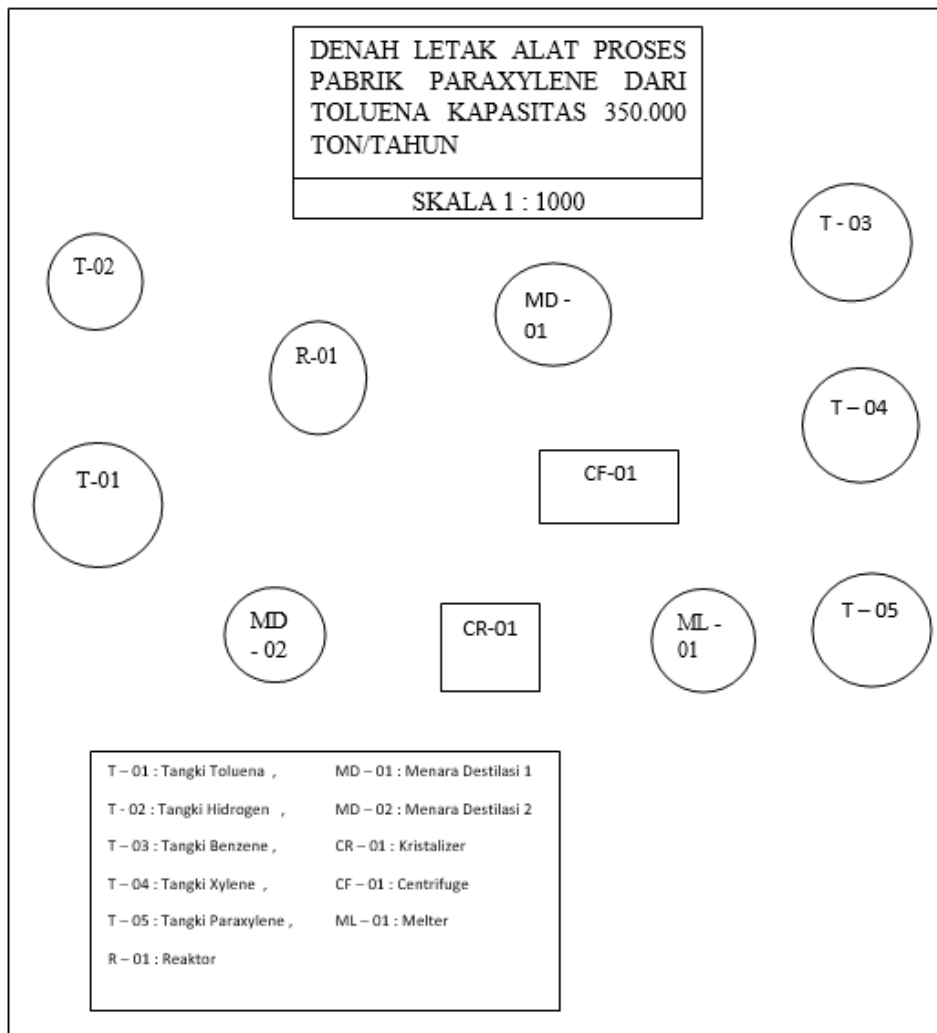 DENAH LETAK ALAT PROSES
PABRIK PARAXYLENE DARI
TOLUENA KAPASITAS 350.000
TON/TAHUN
SKALA 1 : 1000
T - 03
T-02
MD -
01
R-01
T – 04
T-01
CF-01
T – 05
MD
- 02
CR-01
ML -
01
T – 01 : Tangki Toluena ,
MD – 01 : Menara Destilasi 1
T - 02 : Tangki Hidrogen ,
MD – 02 : Menara Destilasi 2
T – 03 : Tangki Benzene ,
CR – 01 : Kristalizer
T – 04 : Tangki Xylene ,
CF – 01 : Centrifuge
T – 05 : Tangki Paraxylene ,
ML – 01 : Melter
R – 01 : Reaktor